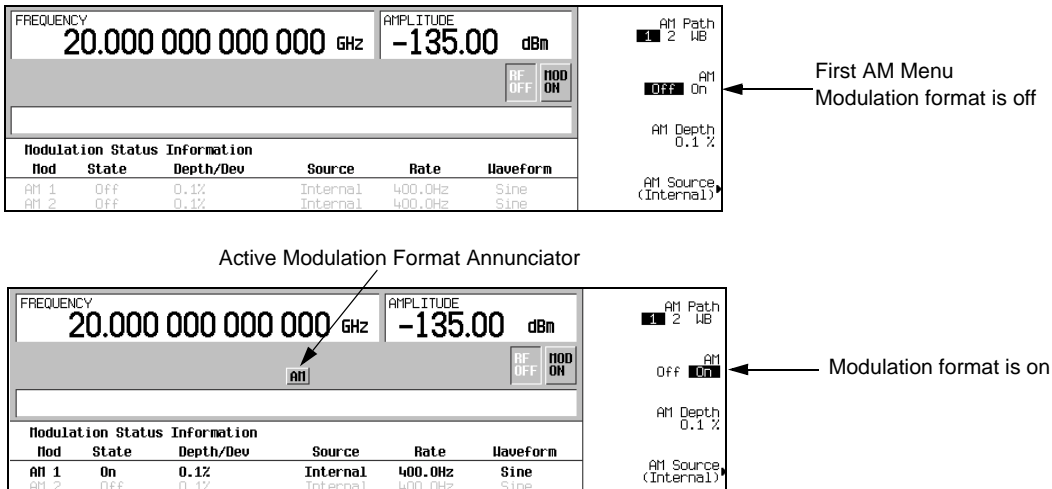 FREQUENCY AMPLITUDE
20.000 000 000 000 GHz -135.00 dBm
RF OFF MOD ON
Modulation Status Information
Mod State Depth/Dev Source Rate Waveform
AM 1 Off 0.1% Internal 400.0Hz Sine
AM 2 Off 0.1% Internal 400.0Hz Sine
AM Path
1 2 WB
AM
Off On
AM Depth
0.1 %
AM Source
(Internal)
First AM Menu
Modulation format is off
Active Modulation Format Annunciator
FREQUENCY AMPLITUDE
20.000 000 000 000 GHz -135.00 dBm
AM
RF OFF MOD ON
Modulation Status Information
Mod State Depth/Dev Source Rate Waveform
AM 1 On 0.1% Internal 400.0Hz Sine
AM 2 Off 0.1% Internal 400.0Hz Sine
AM Path
1 2 WB
AM
Off On
AM Depth
0.1 %
AM Source
(Internal)
Modulation format is on